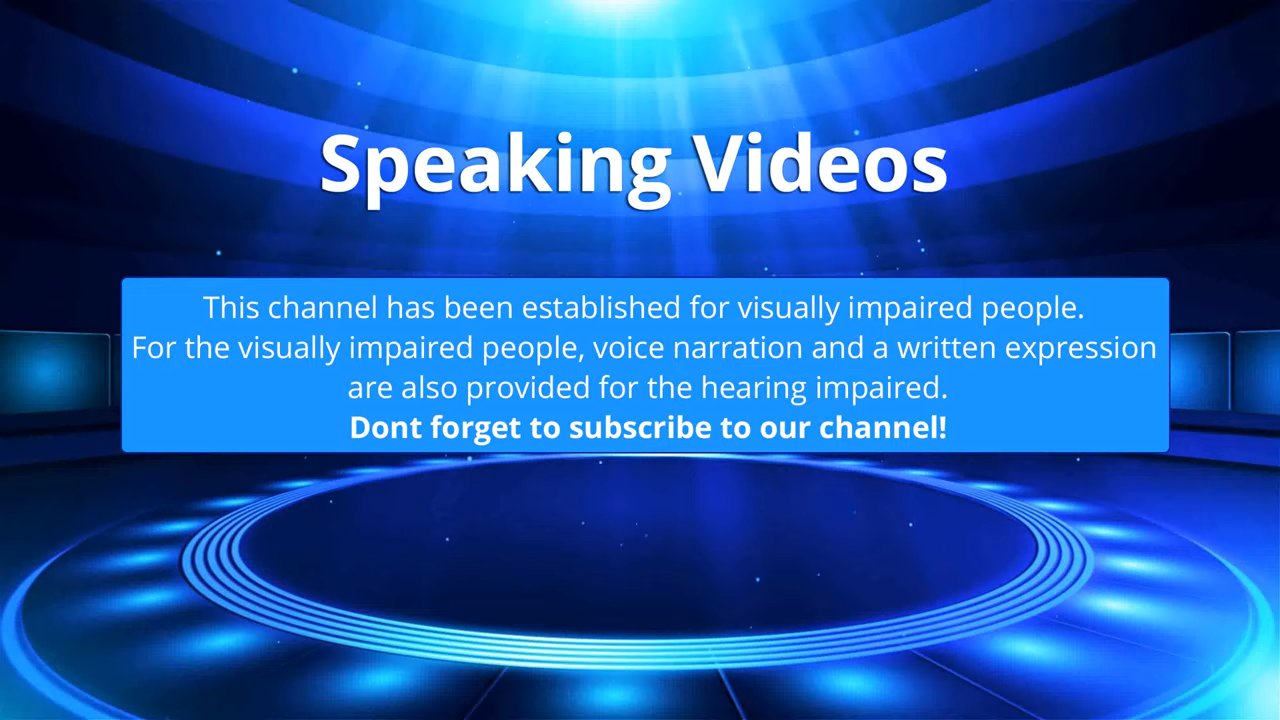 Speaking Videos
This channel has been established for visually impaired people.
For the visually impaired people, voice narration and a written expression
are also provided for the hearing impaired.
Dont forget to subscribe to our channel!